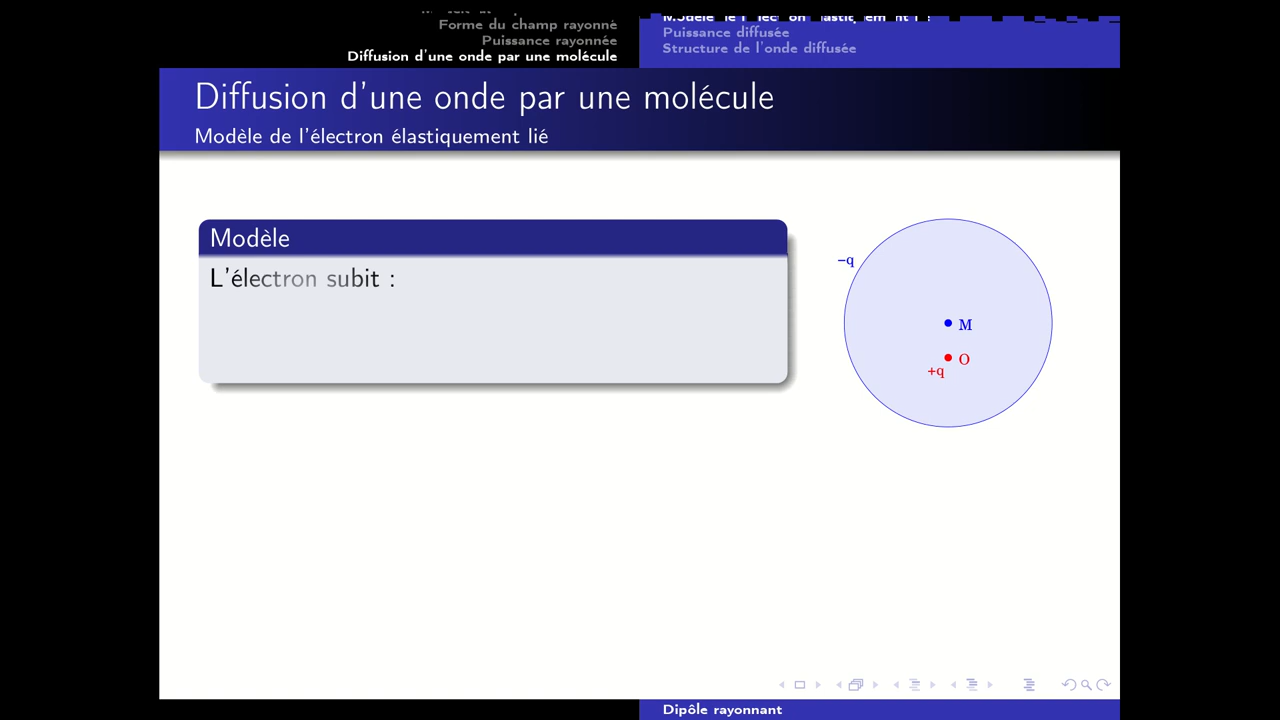 Forme du champ rayonné
Puissance rayonnée
Diffusion d'une onde par une molécule
Puissance diffusée
Structure de l'onde diffusée
Diffusion d'une onde par une molécule
Modèle de l'électron élastiquement lié
Modèle
L'électron subit :
−q
M
O
+q
Dipôle rayonnant